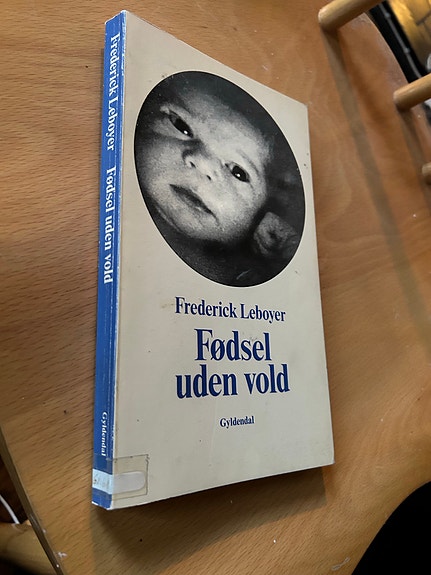 Frederick Leboyer Fødsel uden vold
Gyldendal
Frederick Leboyer
Fødsel
uden vold
Gyldendal